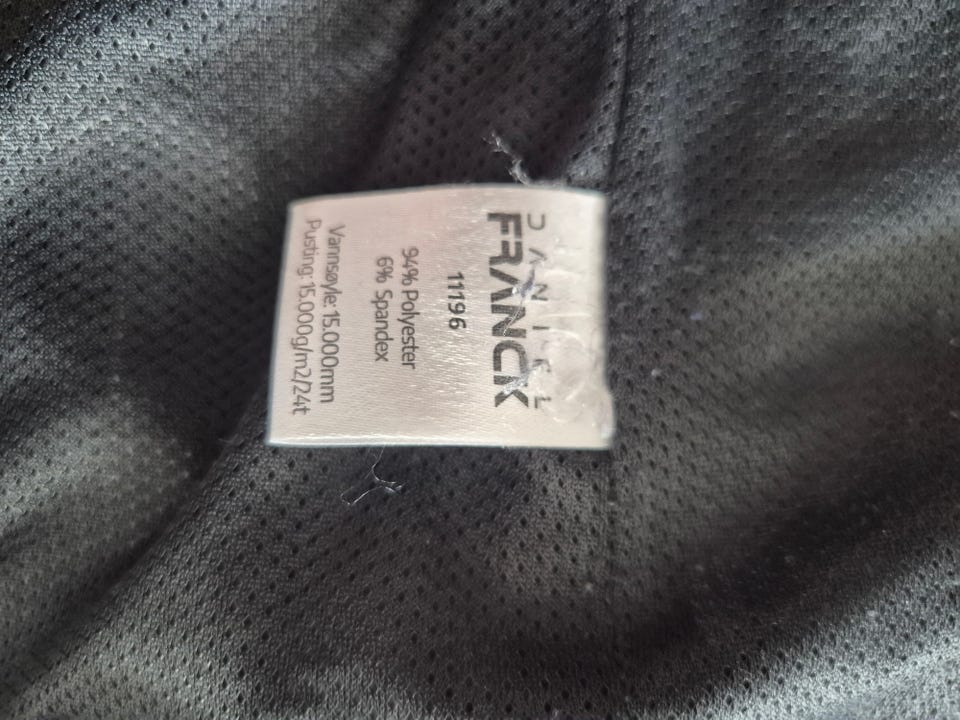 DANIEL
FRANCK
11196
94% Polyester
6% Spandex
Vannsøyle: 15.000mm
Pusting: 15.000g/m2/24t